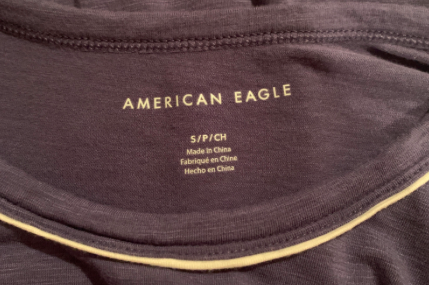 AMERICAN EAGLE
S/P/CH
Made in China
Fabriqué en Chine
Hecho en China